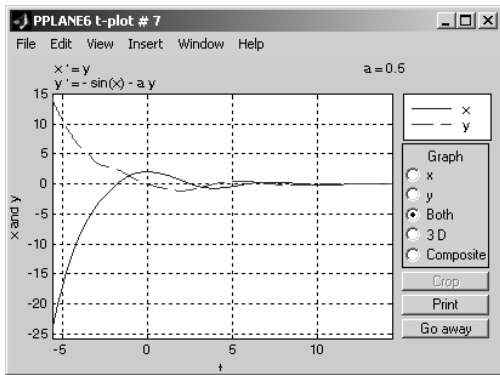 PPLANE6 t-plot # 7
File Edit View Insert Window Help
x ' = y
y ' = - sin(x) - a y
a = 0.5
15
10
5
0
-5
-10
-15
-20
-25
x and y
-5 0 5 10
t
x
y
Graph
x
y
Both
3 D
Composite
Crop
Print
Go away